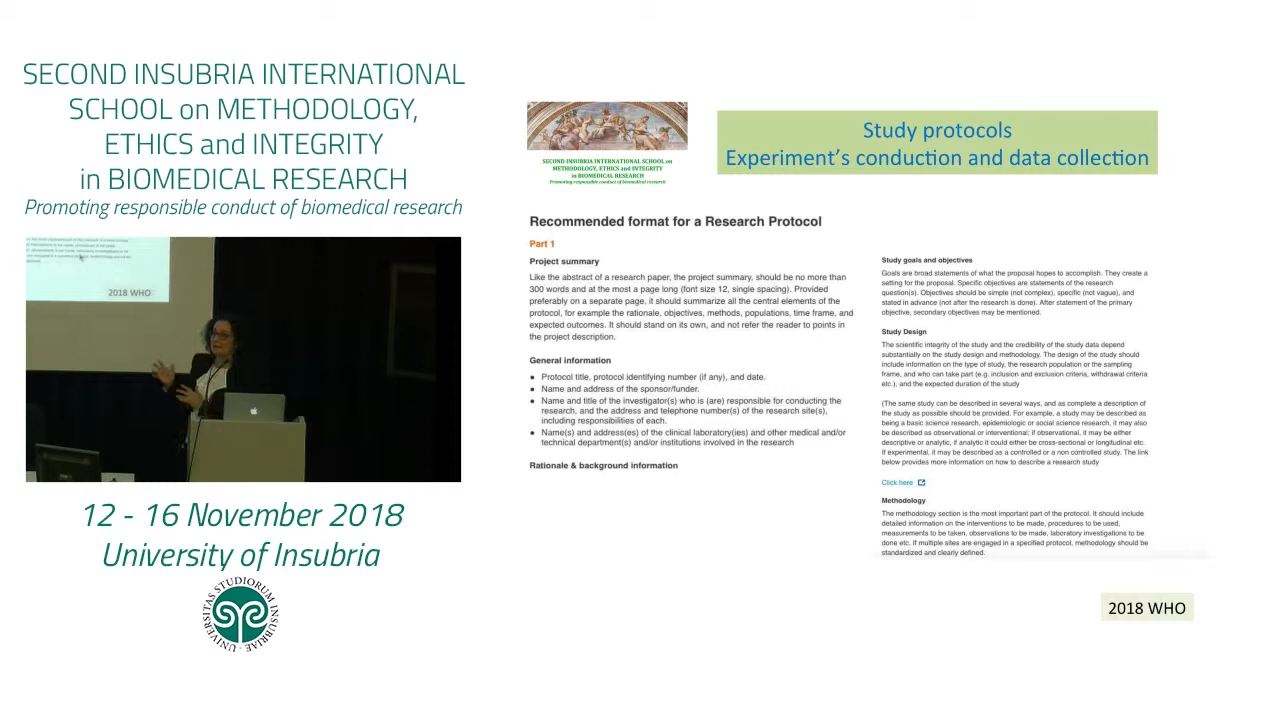 SECOND INSUBRIA INTERNATIONAL
SCHOOL on METHODOLOGY,
ETHICS and INTEGRITY
in BIOMEDICAL RESEARCH
Promoting responsible conduct of biomedical research
2018 WHO
12 - 16 November 2018
University of Insubria
UNIVERSITAS STUDIORUM INSUBRIAE
SECOND INSUBRIA INTERNATIONAL SCHOOL on
METHODOLOGY, ETHICS and INTEGRITY
in BIOMEDICAL RESEARCH
Promoting responsible conduct of biomedical research
Study protocols
Experiment's conduction and data collection
Recommended format for a Research Protocol
Part 1
Project summary
Like the abstract of a research paper, the project summary, should be no more than
300 words and at the most a page long (font size 12, single spacing). Provided
preferably on a separate page, it should summarize all the central elements of the
protocol, for example the rationale, objectives, methods, populations, time frame, and
expected outcomes. It should stand on its own, and not refer the reader to points in
the project description.
General information
● Protocol title, protocol identifying number (if any), and date.
● Name and address of the sponsor/funder.
● Name and title of the investigator(s) who is (are) responsible for conducting the
research, and the address and telephone number(s) of the research site(s),
including responsibilities of each.
● Name(s) and address(es) of the clinical laboratory(ies) and other medical and/or
technical department(s) and/or institutions involved in the research
Rationale & background information
Study goals and objectives
Goals are broad statements of what the proposal hopes to accomplish. They create a
setting for the proposal. Specific objectives are statements of the research
question(s). Objectives should be simple (not complex), specific (not vague), and
stated in advance (not after the research is done). After statement of the primary
objective, secondary objectives may be mentioned.
Study Design
The scientific integrity of the study and the credibility of the study data depend
substantially on the study design and methodology. The design of the study should
include information on the type of study, the research population or the sampling
frame, and who can take part (e.g. inclusion and exclusion criteria, withdrawal criteria
etc.), and the expected duration of the study
(The same study can be described in several ways, and as complete a description of
the study as possible should be provided. For example, a study may be described as
being a basic science research, epidemiologic or social science research, it may also
be described as observational or interventional; if observational, it may be either
descriptive or analytic, if analytic it could either be cross-sectional or longitudinal etc.
If experimental, it may be described as a controlled or a non controlled study. The link
below provides more information on how to describe a research study
Click here
Methodology
The methodology section is the most important part of the protocol. It should include
detailed information on the interventions to be made, procedures to be used,
measurements to be taken, observations to be made, laboratory investigations to be
done etc. If multiple sites are engaged in a specified protocol, methodology should be
standardized and clearly defined.
2018 WHO